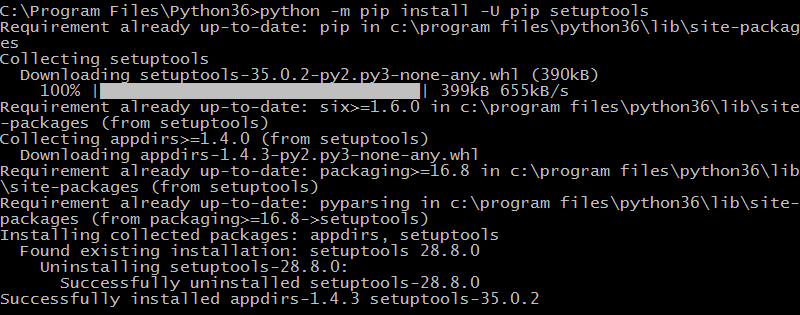 C:\Program Files\Python36>python -m pip install -U pip setuptools
Requirement already up-to-date: pip in c:\program files\python36\lib\site-packag
es
Collecting setuptools
  Downloading setuptools-35.0.2-py2.py3-none-any.whl (390kB)
    100% |████████████████████████████████| 399kB 655kB/s
Requirement already up-to-date: six>=1.6.0 in c:\program files\python36\lib\site
-packages (from setuptools)
Collecting appdirs>=1.4.0 (from setuptools)
  Downloading appdirs-1.4.3-py2.py3-none-any.whl
Requirement already up-to-date: packaging>=16.8 in c:\program files\python36\lib
\site-packages (from setuptools)
Requirement already up-to-date: pyparsing in c:\program files\python36\lib\site-
packages (from packaging>=16.8->setuptools)
Installing collected packages: appdirs, setuptools
  Found existing installation: setuptools 28.8.0
    Uninstalling setuptools-28.8.0:
      Successfully uninstalled setuptools-28.8.0
Successfully installed appdirs-1.4.3 setuptools-35.0.2